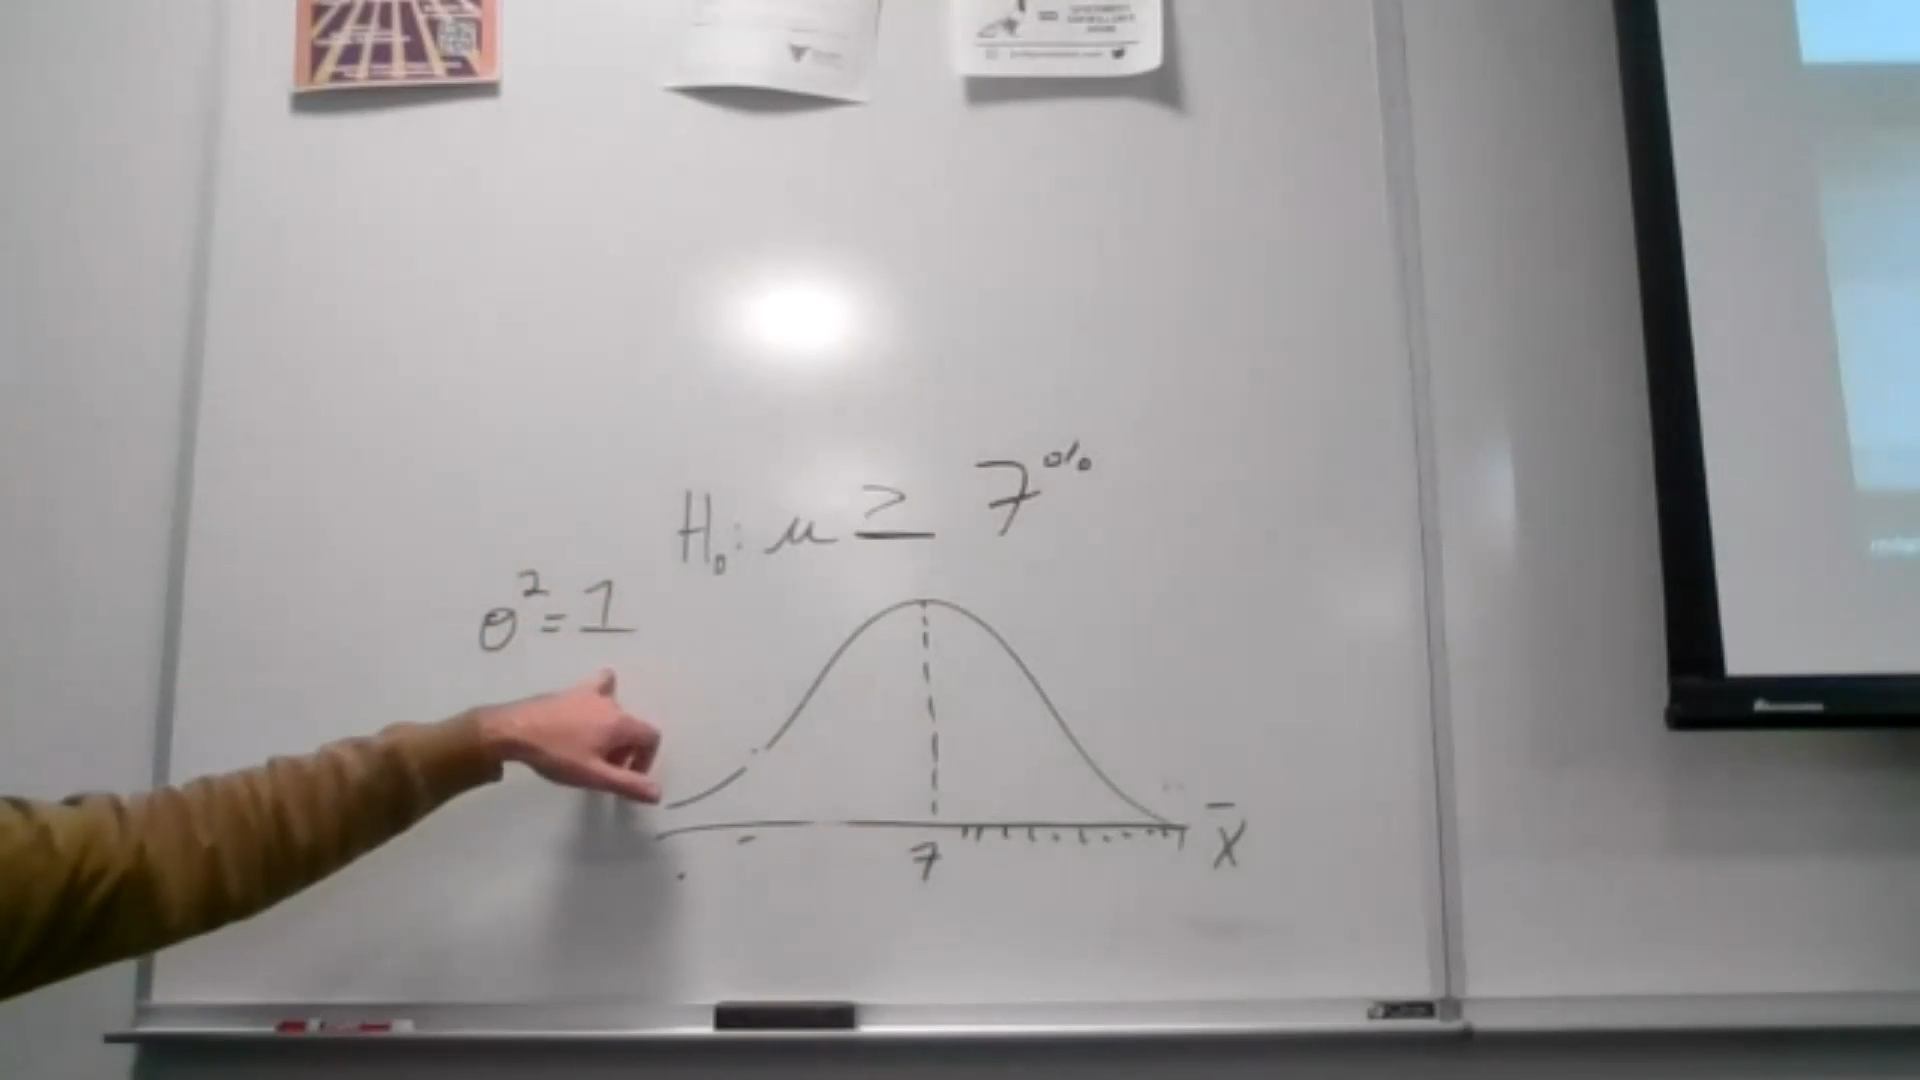 H₀: μ ≥ 7%
σ² = 1
7
x̄